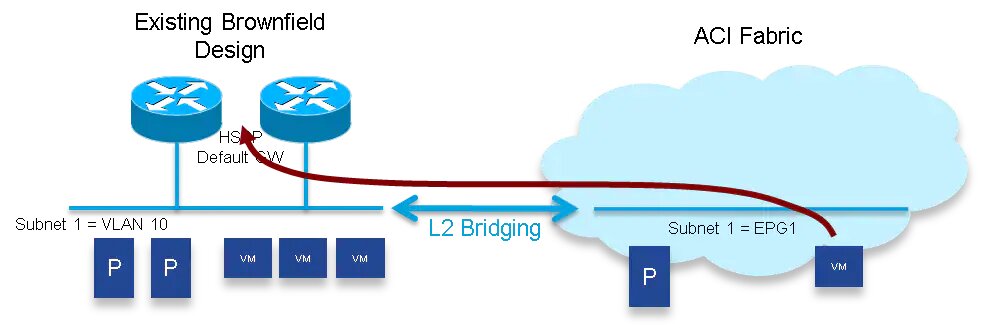 Existing Brownfield
Design
ACI Fabric
Default GW
L2 Bridging
Subnet 1 = VLAN 10
Subnet 1 = EPG1
P
P
VM
VM
VM
P
VM